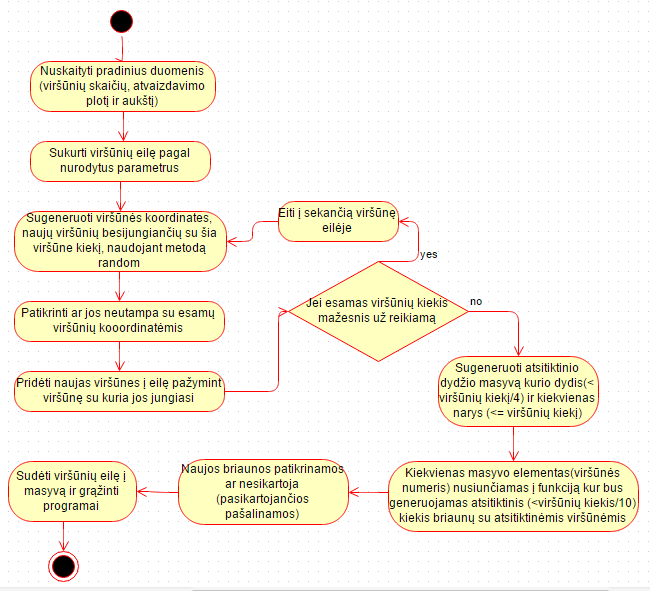 Nuskaityti pradinius duomenis
(viršūnių skaičių, atvaizdavimo
plotį ir aukštį)
Sukurti viršūnių eilę pagal
nurodytus parametrus
Sugeneruoti viršūnės koordinates,
naujų viršūnių besijungiančių su šia
viršūne kiekį, naudojant metodą
random
Eiti į sekančią viršūnę
eilėje
yes
Patikrinti ar jos neutampa su esamų
viršūnių kooordinatėmis
Jei esamas viršūnių kiekis
mažesnis už reikiamą
no
Pridėti naujas viršūnes į eilę pažymint
viršūnę su kuria jos jungiasi
Sugeneruoti atsitiktinio
dydžio masyvą kurio dydis(<
viršūnių kiekį/4) ir kiekvienas
narys (<= viršūnių kiekį)
Kiekvienas masyvo elementas(viršūnės
numeris) nusiunčiamas į funkciją kur bus
generuojamas atsitiktinis (<viršūnių kiekis/10)
kiekis briaunų su atsitiktinėmis viršūnėmis
Naujos briaunos patikrinamos
ar nesikartoja
(pasikartojančios
pašalinamos)
Sudėti viršūnių eilę į
masyvą ir grąžinti
programai